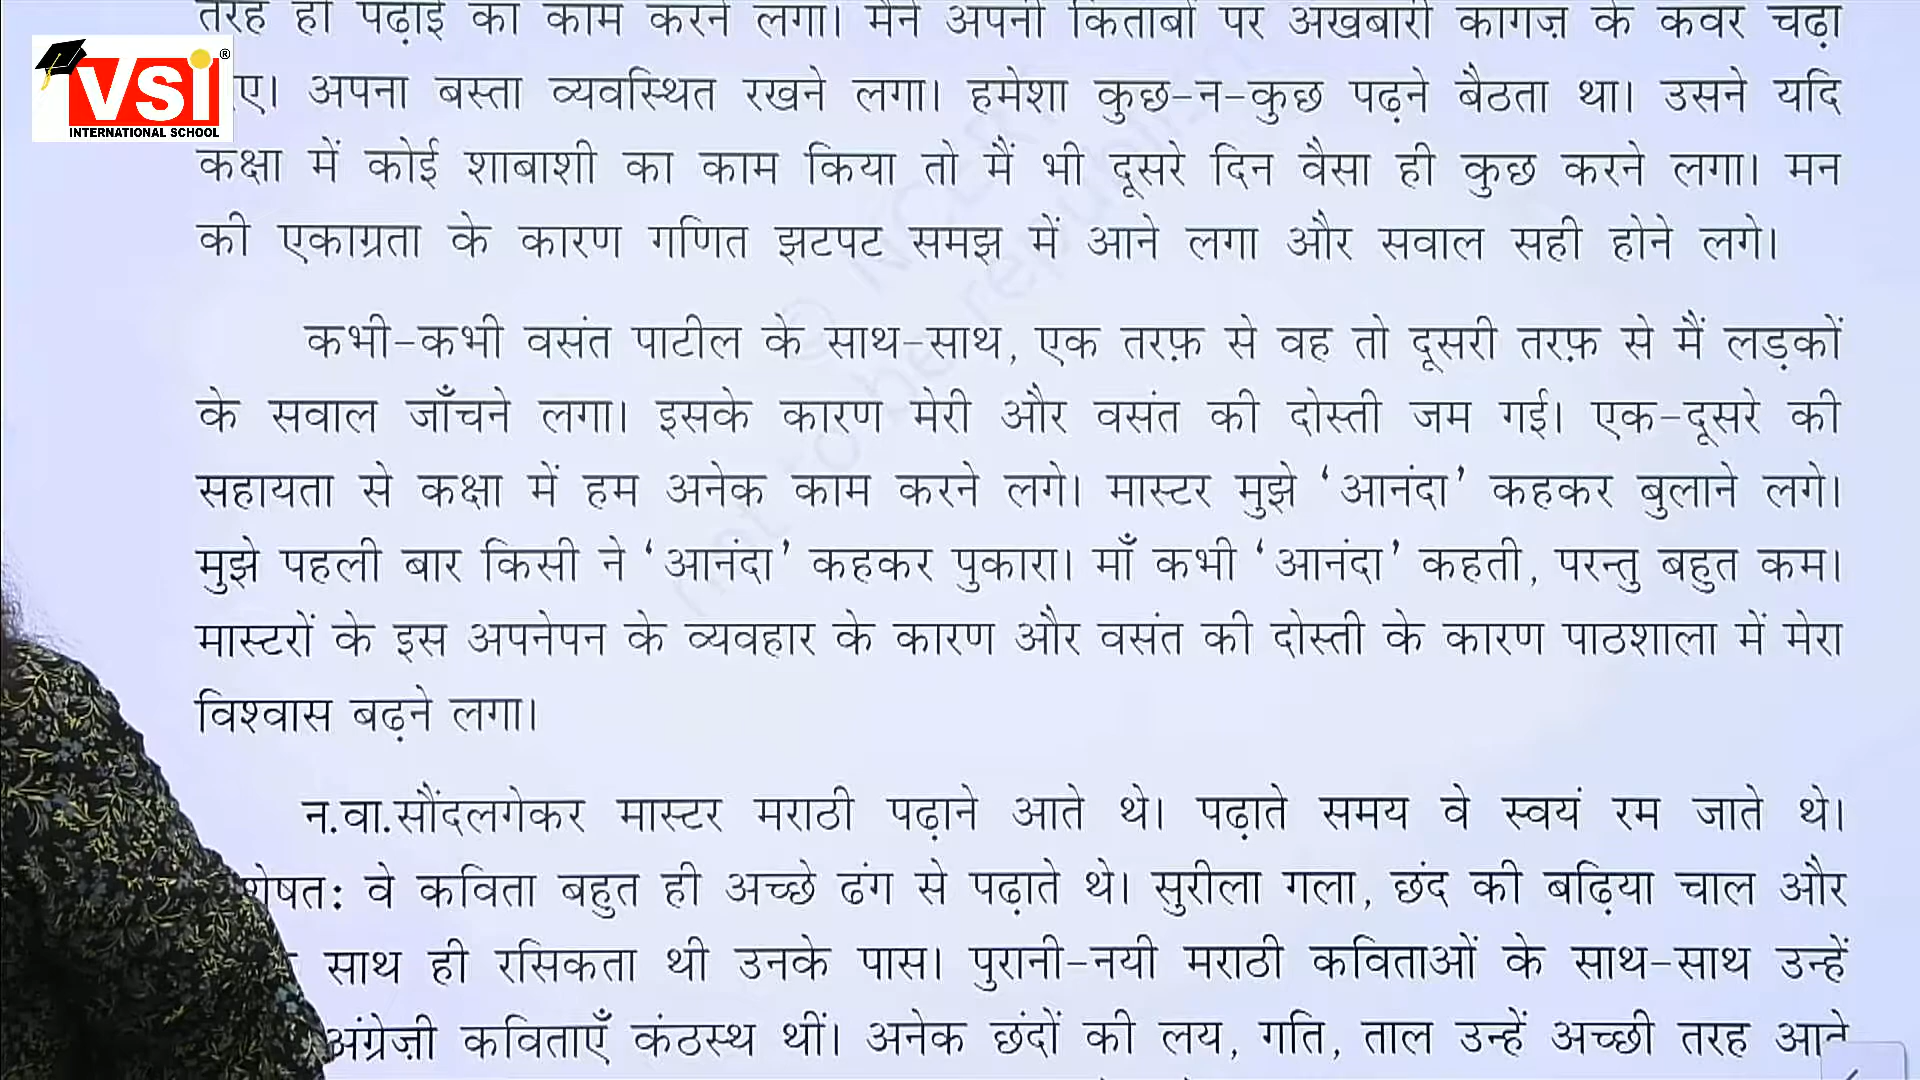 तरह ही पढ़ाई का काम करने लगा। मैंने अपनी किताबों पर अखबारी कागज़ के कवर चढ़ा
VSI®
INTERNATIONAL SCHOOL
अपना बस्ता व्यवस्थित रखने लगा। हमेशा कुछ-न-कुछ पढ़ने बैठता था। उसने यदि
कक्षा में कोई शाबाशी का काम किया तो मैं भी दूसरे दिन वैसा ही कुछ करने लगा। मन
की एकाग्रता के कारण गणित झटपट समझ में आने लगा और सवाल सही होने लगे।
कभी-कभी वसंत पाटील के साथ-साथ, एक तरफ़ से वह तो दूसरी तरफ़ से मैं लड़कों
के सवाल जाँचने लगा। इसके कारण मेरी और वसंत की दोस्ती जम गई। एक-दूसरे की
सहायता से कक्षा में हम अनेक काम करने लगे। मास्टर मुझे ‘आनंदा’ कहकर बुलाने लगे।
मुझे पहली बार किसी ने ‘आनंदा’ कहकर पुकारा। माँ कभी ‘आनंदा’ कहती, परन्तु बहुत कम।
मास्टरों के इस अपनेपन के व्यवहार के कारण और वसंत की दोस्ती के कारण पाठशाला में मेरा
विश्वास बढ़ने लगा।
न.वा.सौंदलगेकर मास्टर मराठी पढ़ाने आते थे। पढ़ाते समय वे स्वयं रम जाते थे।
वे कविता बहुत ही अच्छे ढंग से पढ़ाते थे। सुरीला गला, छंद की बढ़िया चाल और
साथ ही रसिकता थी उनके पास। पुरानी-नयी मराठी कविताओं के साथ-साथ उन्हें
अंग्रेज़ी कविताएँ कंठस्थ थीं। अनेक छंदों की लय, गति, ताल उन्हें अच्छी तरह आते